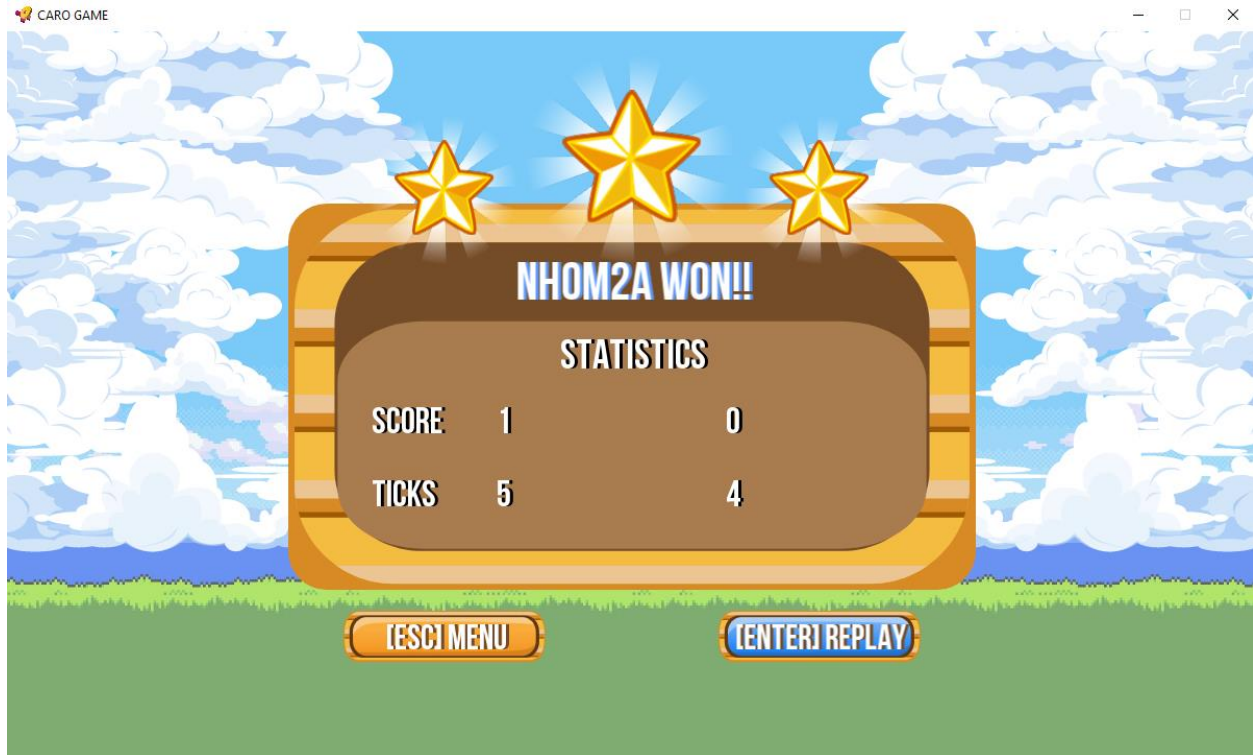 CARO GAME
NHOM2A WON!!
STATISTICS
SCORE 1 0
TICKS 5 4
[ESC] MENU [ENTER] REPLAY